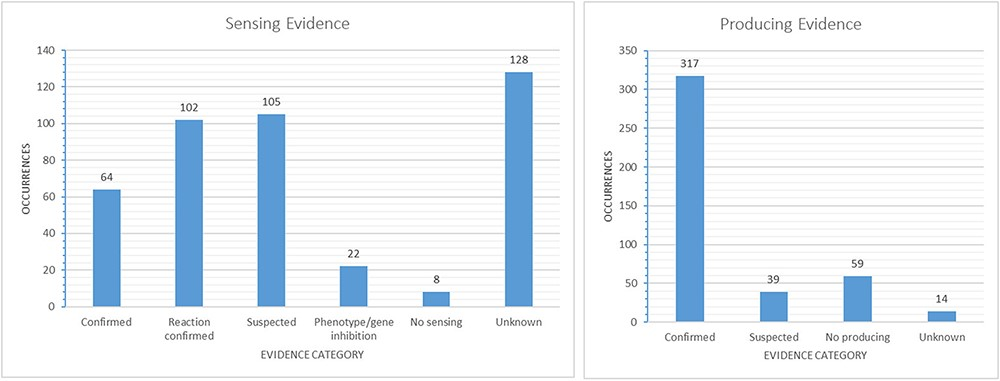 Sensing Evidence
140
120
100
80
60
40
20
0
OCCURRENCES
64
102
105
22
8
128
Confirmed
Reaction
confirmed
Suspected
Phenotype/gene
inhibition
No sensing
Unknown
EVIDENCE CATEGORY
Producing Evidence
350
300
250
200
150
100
50
0
OCCURRENCES
317
39
59
14
Confirmed
Suspected
No producing
Unknown
EVIDENCE CATEGORY